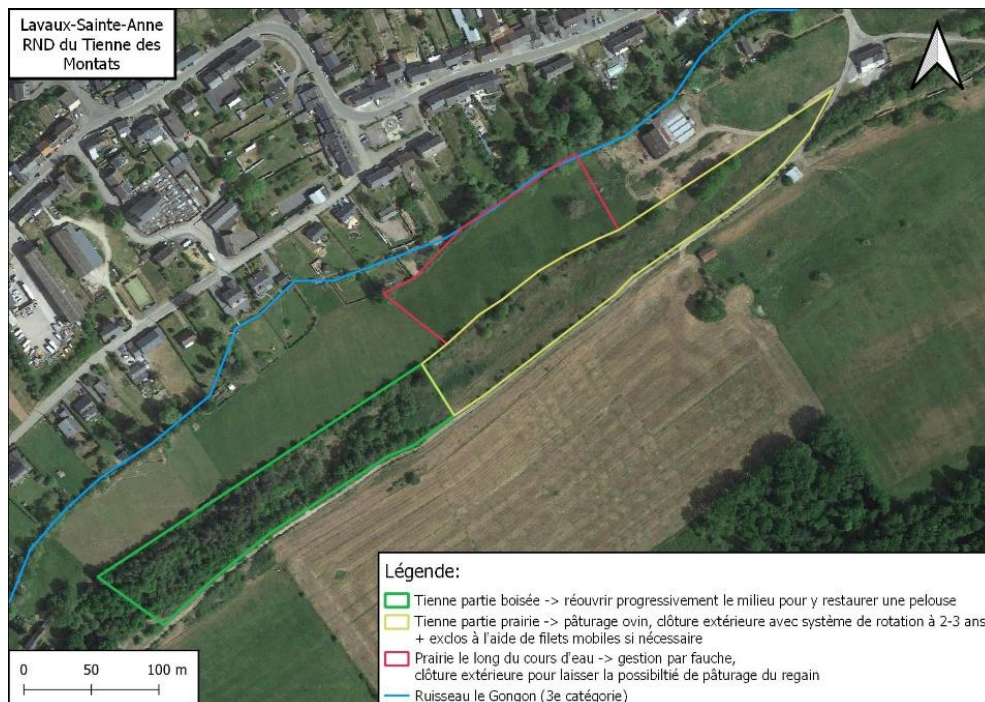 Lavaux-Sainte-Anne
RND du Tienne des
Montats
Légende:
Tienne partie boisée -> réouvrir progressivement le milieu pour y restaurer une pelouse
Tienne partie prairie -> pâturage ovin, clôture extérieure avec système de rotation à 2-3 ans
+ exclos à l'aide de filets mobiles si nécessaire
Prairie le long du cours d'eau -> gestion par fauche,
clôture extérieure pour laisser la possibiltié de pâturage du regain
Ruisseau le Gongon (3e catégorie)
0 50 100 m